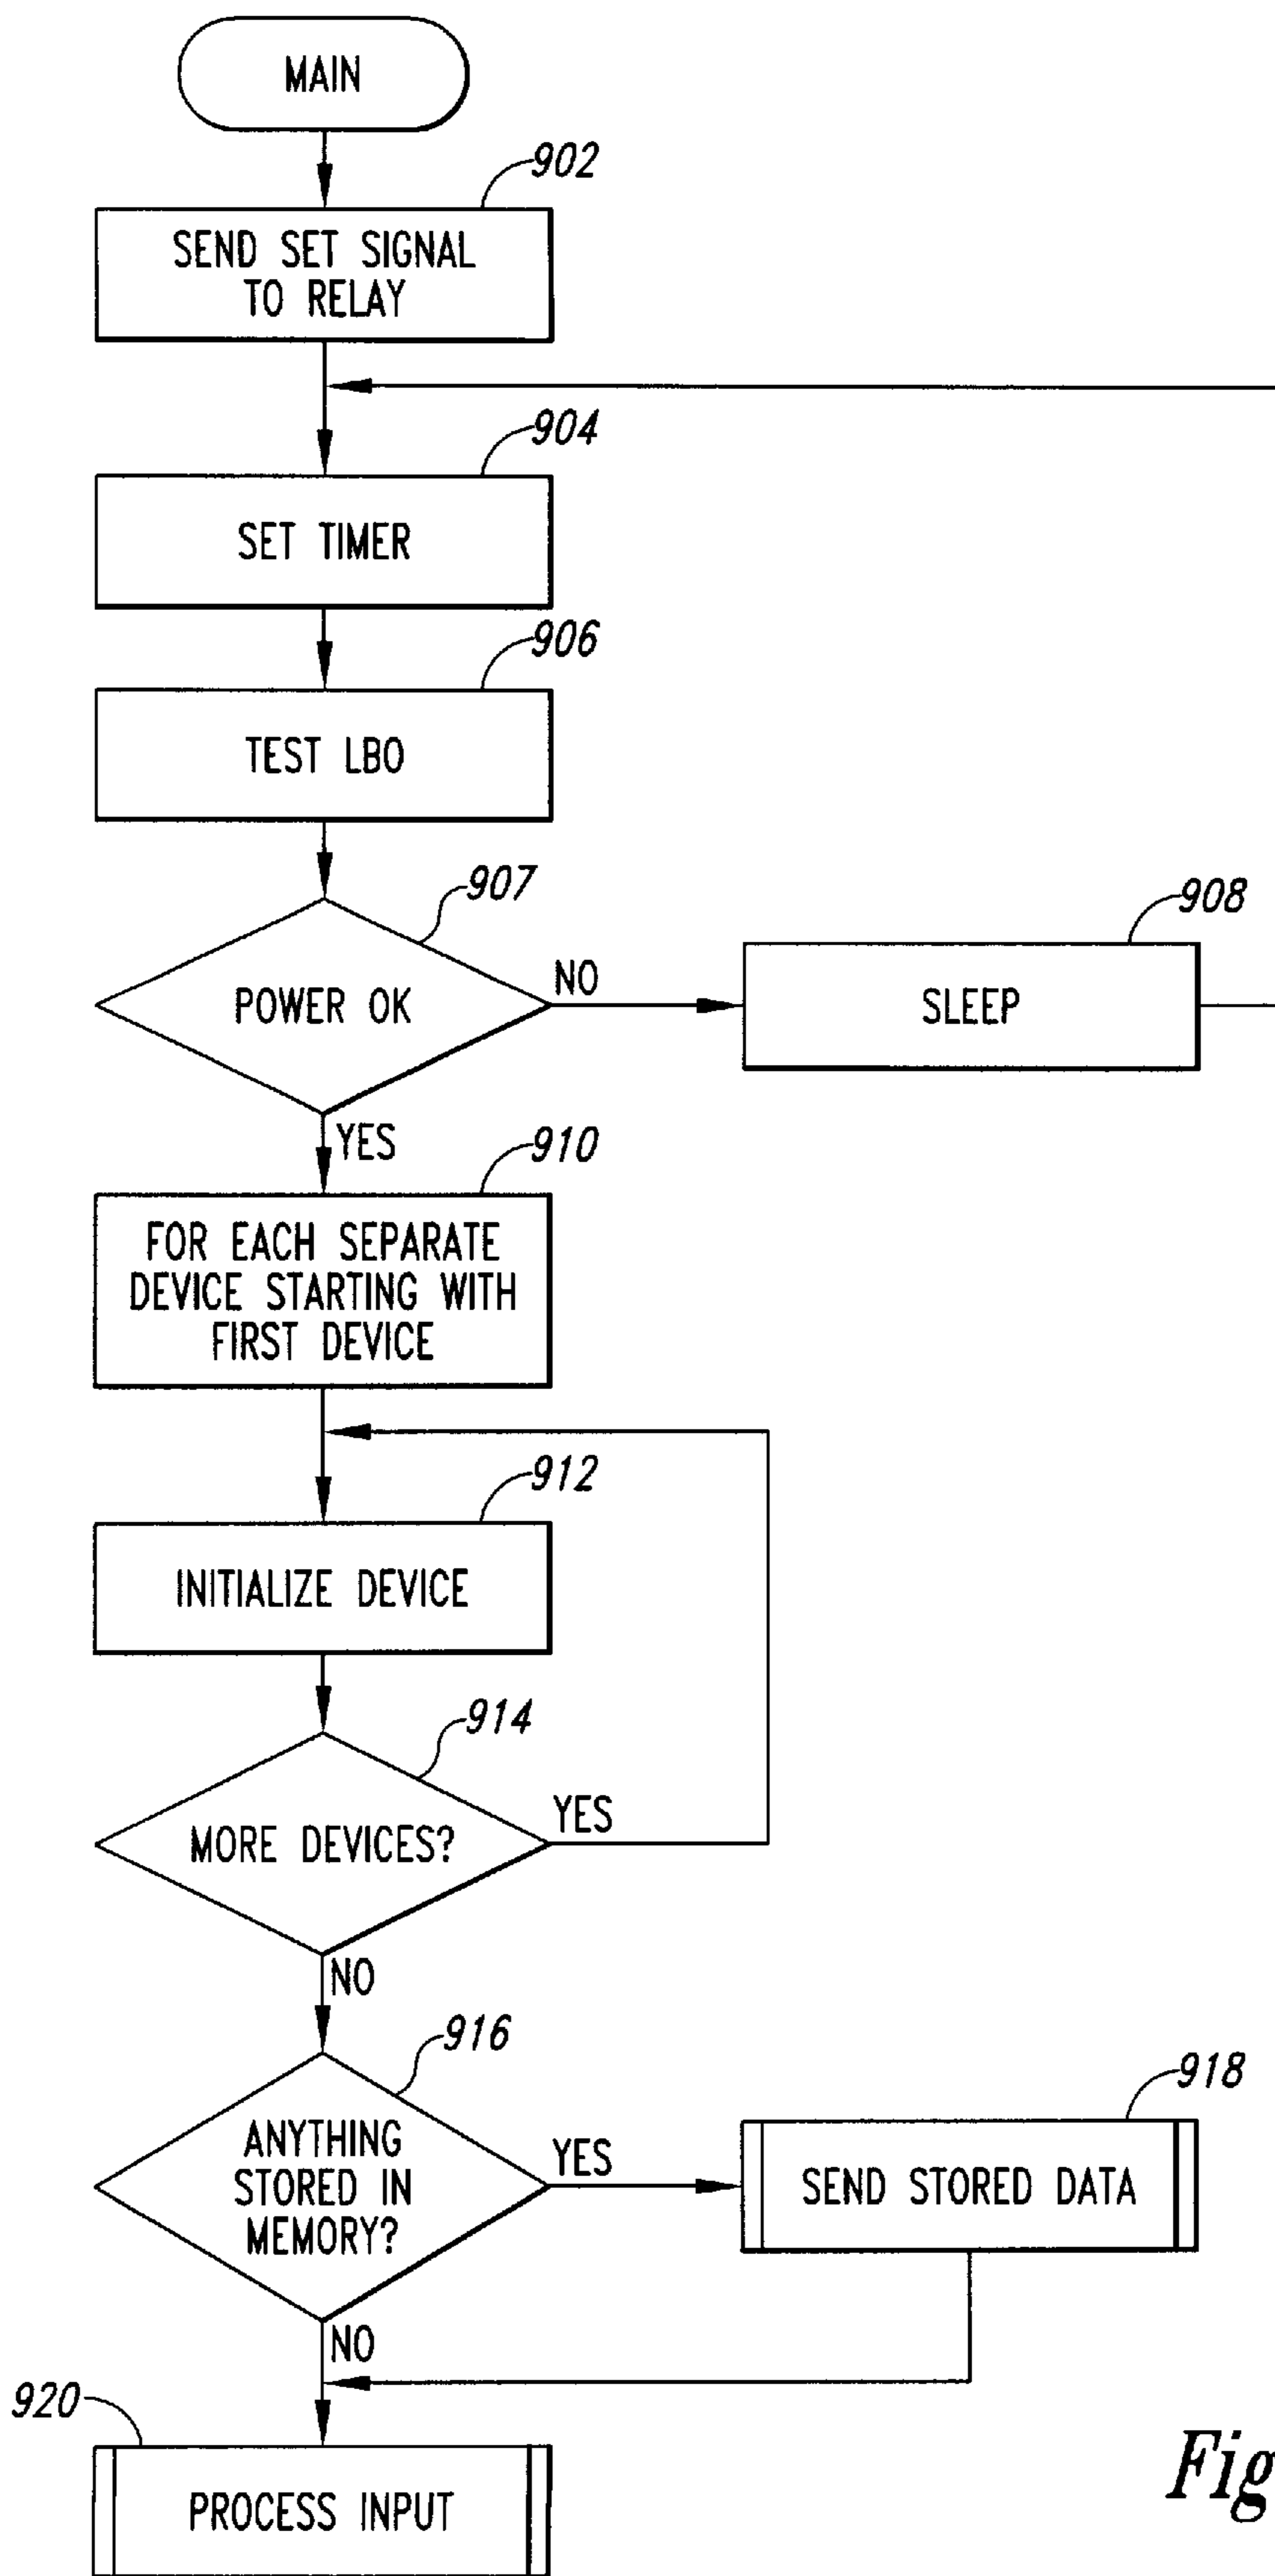 MAIN
902
SEND SET SIGNAL
TO RELAY
904
SET TIMER
906
TEST LBO
907
POWER OK
NO
908
SLEEP
YES
910
FOR EACH SEPARATE
DEVICE STARTING WITH
FIRST DEVICE
912
INITIALIZE DEVICE
914
MORE DEVICES?
YES
NO
916
ANYTHING
STORED IN
MEMORY?
YES
918
SEND STORED DATA
NO
920
PROCESS INPUT
Fig